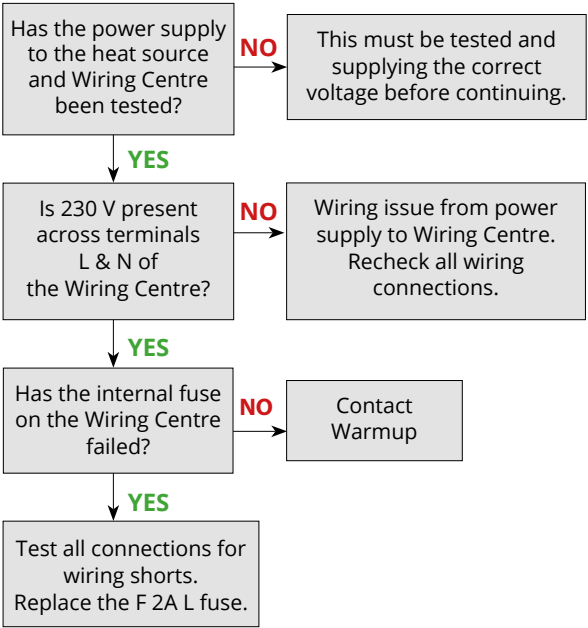 Has the power supply
to the heat source
and Wiring Centre
been tested?
NO
This must be tested and
supplying the correct
voltage before continuing.
YES
Is 230 V present
across terminals
L & N of
the Wiring Centre?
NO
Wiring issue from power
supply to Wiring Centre.
Recheck all wiring
connections.
YES
Has the internal fuse
on the Wiring Centre
failed?
NO
Contact
Warmup
YES
Test all connections for
wiring shorts.
Replace the F 2A L fuse.